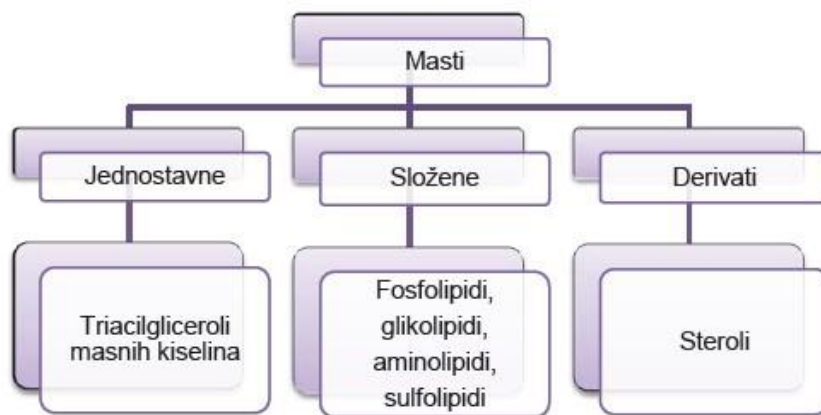 Masti
Jednostavne
Složene
Derivati
Triacilgliceroli
masnih kiselina
Fosfolipidi,
glikolipidi,
aminolipidi,
sulfolipidi
Steroli